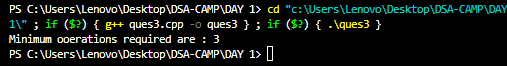 PS C:\Users\Lenovo\Desktop\DSA-CAMP\DAY 1> cd "c:\Users\Lenovo\Desktop\DSA-CAMP\DAY
1\" ; if ($?) { g++ ques3.cpp -o ques3 } ; if ($?) { .\ques3 }
Minimum ooerations required are : 3
PS C:\Users\Lenovo\Desktop\DSA-CAMP\DAY 1>